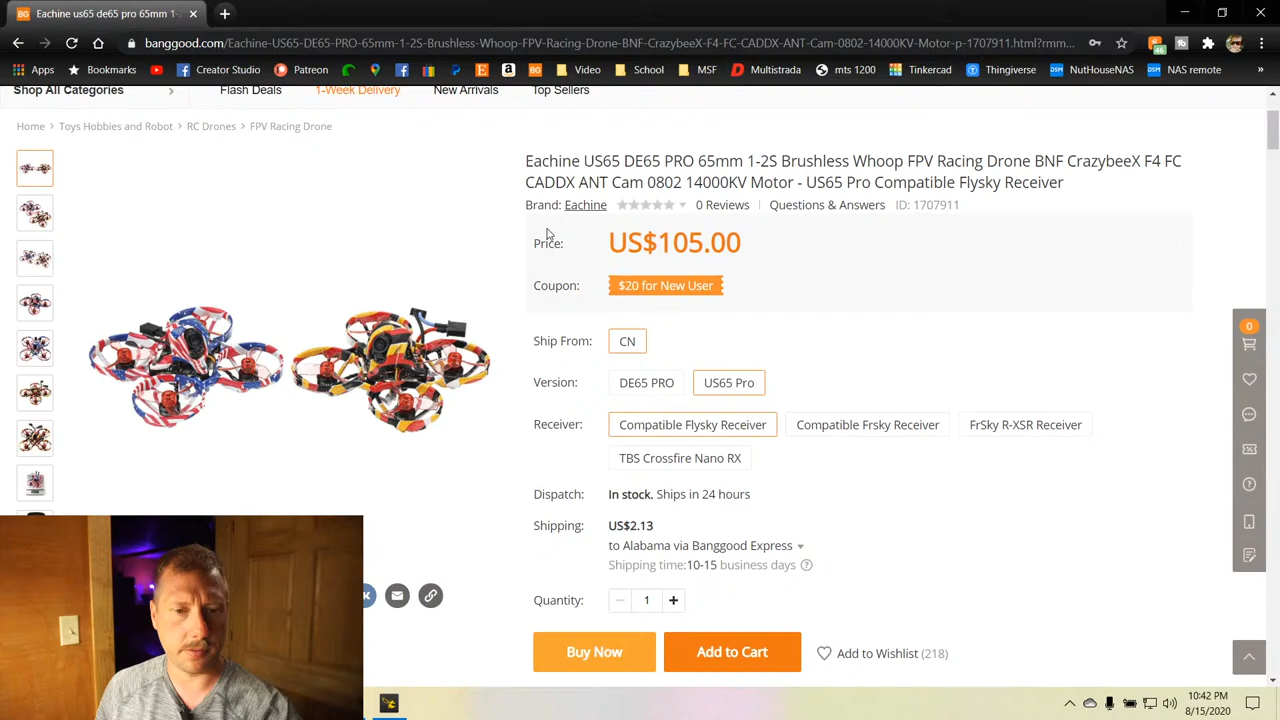 Eachine us65 de65 pro 65mm 1-2
banggood.com/Eachine-US65-DE65-PRO-65mm-1-2S-Brushless-Whoop-FPV-Racing-Drone-BNF-CrazybeeX-F4-FC-CADDX-ANT-Cam-0802-14000KV-Motor-p-1707911.html?rmm...
Apps Bookmarks Creator Studio Patreon Video School MSF Multistrada mts 1200 Tinkercad Thingiverse NutHouseNAS NAS remote »
Shop All Categories > Flash Deals 1-Week Delivery New Arrivals Top Sellers
Home > Toys Hobbies and Robot > RC Drones > FPV Racing Drone
Eachine US65 DE65 PRO 65mm 1-2S Brushless Whoop FPV Racing Drone BNF CrazybeeX F4 FC
CADDX ANT Cam 0802 14000KV Motor - US65 Pro Compatible Flysky Receiver
Brand: Eachine 0 Reviews Questions & Answers ID: 1707911
Price: US$105.00
Coupon: $20 for New User
0
Ship From: CN
Version: DE65 PRO US65 Pro
Receiver: Compatible Flysky Receiver Compatible Frsky Receiver FrSky R-XSR Receiver
TBS Crossfire Nano RX
Dispatch: In stock. Ships in 24 hours
Shipping: US$2.13
to Alabama via Banggood Express
Shipping time:10-15 business days
Quantity: 1
Buy Now Add to Cart Add to Wishlist (218)
10:42 PM
8/15/2020